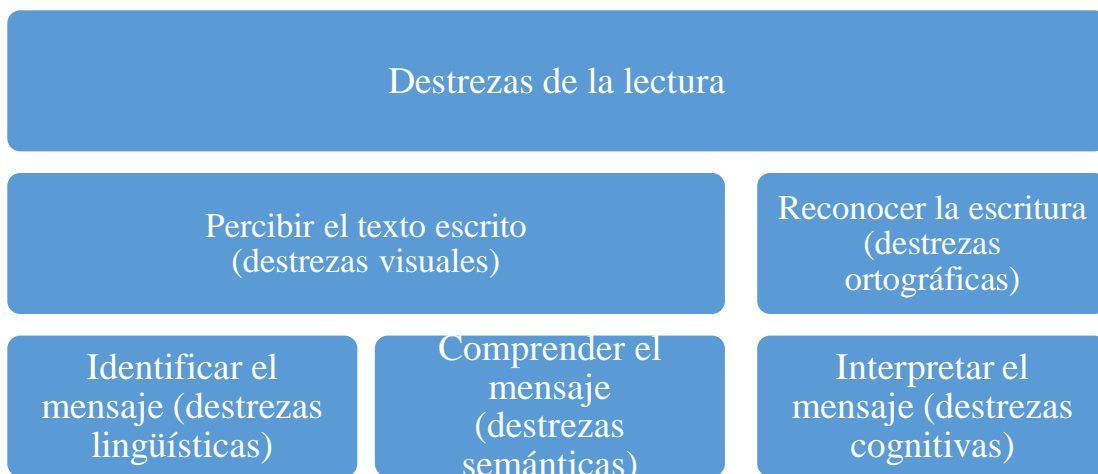 Destrezas de la lectura
Percibir el texto escrito
(destrezas visuales)
Reconocer la escritura
(destrezas
ortográficas)
Identificar el
mensaje (destrezas
lingüísticas)
Comprender el
mensaje
(destrezas
semánticas)
Interpretar el
mensaje (destrezas
cognitivas)